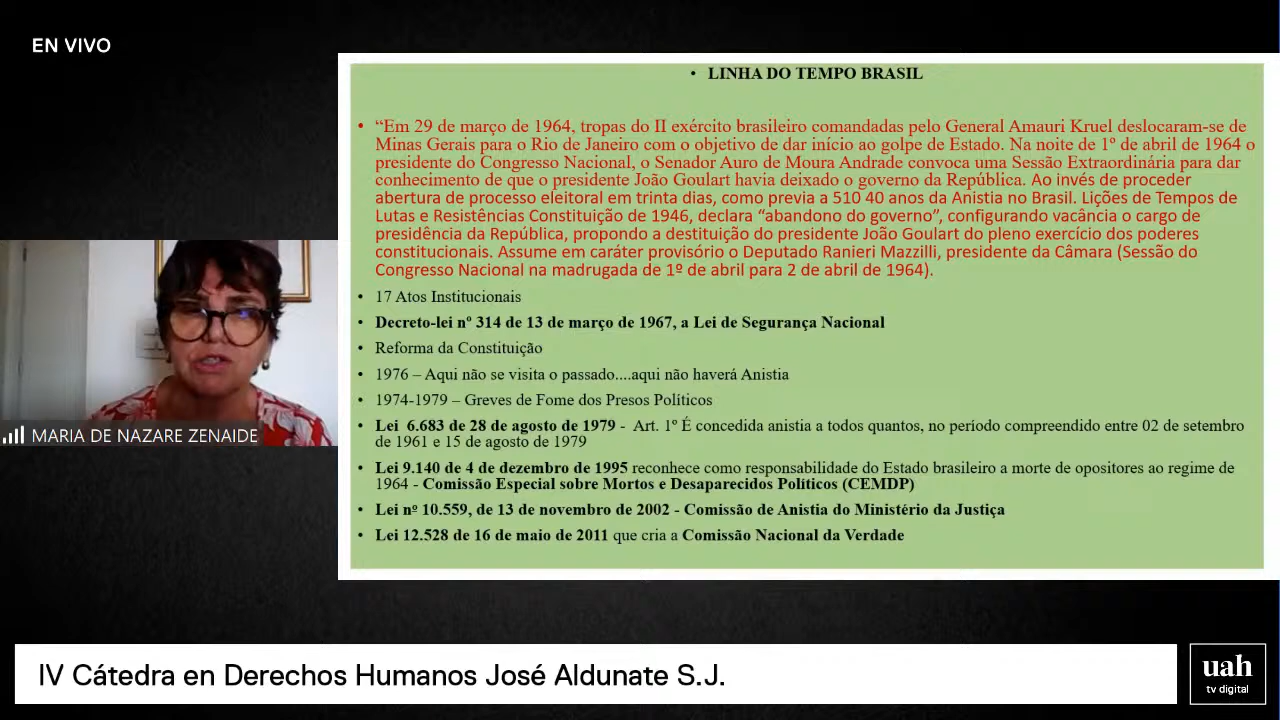 EN VIVO
• LINHA DO TEMPO BRASIL
• “Em 29 de março de 1964, tropas do II exército brasileiro comandadas pelo General Amauri Kruel deslocaram-se de
Minas Gerais para o Rio de Janeiro com o objetivo de dar início ao golpe de Estado. Na noite de 1º de abril de 1964 o
presidente do Congresso Nacional, o Senador Auro de Moura Andrade convoca uma Sessão Extraordinária para dar
conhecimento de que o presidente João Goulart havia deixado o governo da República. Ao invés de proceder
abertura de processo eleitoral em trinta dias, como previa a 510 40 anos da Anistia no Brasil. Lições de Tempos de
Lutas e Resistências Constituição de 1946, declara “abandono do governo”, configurando vacância o cargo de
presidência da República, propondo a destituição do presidente João Goulart do pleno exercício dos poderes
constitucionais. Assume em caráter provisório o Deputado Ranieri Mazzilli, presidente da Câmara (Sessão do
Congresso Nacional na madrugada de 1º de abril para 2 de abril de 1964).
• 17 Atos Institucionais
• Decreto-lei nº 314 de 13 de março de 1967, a Lei de Segurança Nacional
• Reforma da Constituição
• 1976 – Aqui não se visita o passado....aqui não haverá Anistia
• 1974-1979 – Greves de Fome dos Presos Políticos
• Lei 6.683 de 28 de agosto de 1979 - Art. 1º É concedida anistia a todos quantos, no período compreendido entre 02 de setembro
de 1961 e 15 de agosto de 1979
• Lei 9.140 de 4 de dezembro de 1995 reconhece como responsabilidade do Estado brasileiro a morte de opositores ao regime de
1964 - Comissão Especial sobre Mortos e Desaparecidos Políticos (CEMDP)
• Lei nº 10.559, de 13 de novembro de 2002 - Comissão de Anistia do Ministério da Justiça
• Lei 12.528 de 16 de maio de 2011 que cria a Comissão Nacional da Verdade
MARIA DE NAZARE ZENAIDE
IV Cátedra en Derechos Humanos José Aldunate S.J.
uah
tv digital